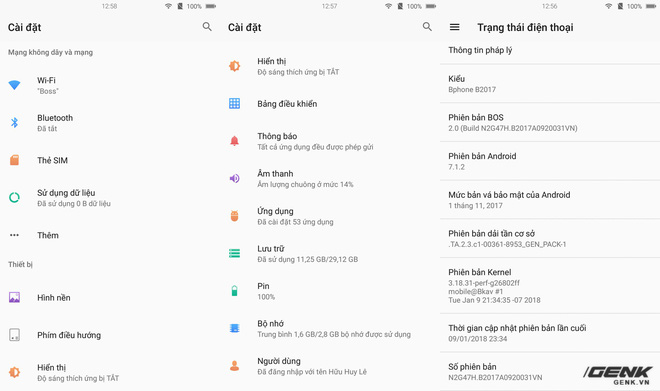 12:58
100%
Cài đặt
Mạng không dây và mạng
Wi-Fi
"Boss"
Bluetooth
Đã tắt
Thẻ SIM
Sử dụng dữ liệu
Đã sử dụng 0 B dữ liệu
Thêm
Thiết bị
Hình nền
Phím điều hướng
Hiển thị
Độ sáng thích ứng bị TẮT
12:57
100%
Cài đặt
Hiển thị
Độ sáng thích ứng bị TẮT
Bảng điều khiển
Thông báo
Tất cả ứng dụng đều được phép gửi
Âm thanh
Âm lượng chuông ở mức 14%
Ứng dụng
Đã cài đặt 53 ứng dụng
Lưu trữ
Đã sử dụng 11,25 GB/29,12 GB
Pin
100%
Bộ nhớ
Trung bình 1,6 GB/2,8 GB bộ nhớ được sử dụng
Người dùng
Đã đăng nhập với tên Hữu Huy Lê
12:56
100%
Trạng thái điện thoại
Thông tin pháp lý
Kiểu
Bphone B2017
Phiên bản BOS
2.0 (Build N2G47H.B2017A0920031VN)
Phiên bản Android
7.1.2
Mức bản vá bảo mật của Android
1 tháng 11, 2017
Phiên bản dải tần cơ sở
.TA.2.3.c1-00361-8953_GEN_PACK-1
Phiên bản Kernel
3.18.31-perf-g26802ff
mobile@Bkav #1
Tue Jan 9 21:34:35 -07 2018
Thời gian cập nhật phiên bản lần cuối
09/01/2018 23:34
Số phiên bản
N2G47H.B2017A0920031VN
/GENK
GENK.VN